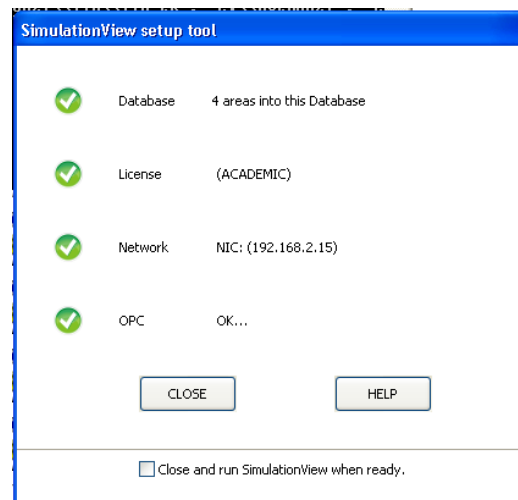 SimulationView setup tool
Database 4 areas into this Database
License (ACADEMIC)
Network NIC: (192.168.2.15)
OPC OK...
CLOSE HELP
Close and run SimulationView when ready.